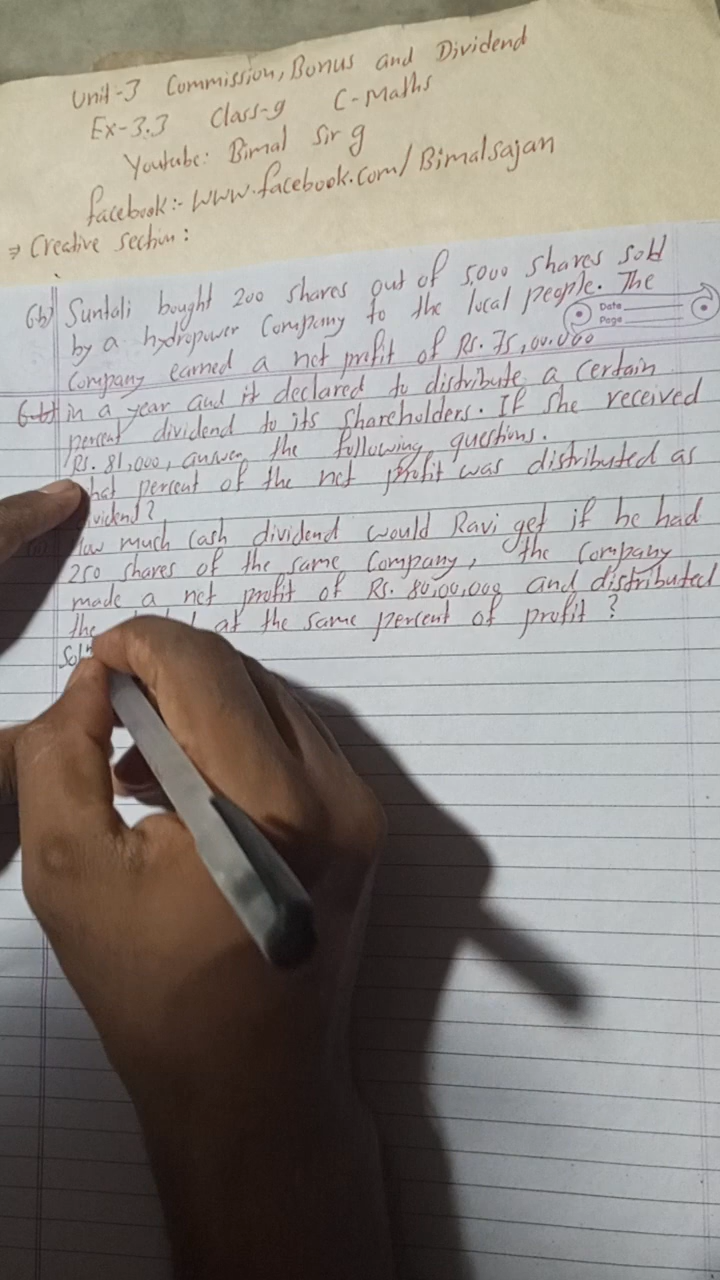 Unit-3 Commission, Bonus and Dividend
Ex-3.3 Class-9 C-Maths
Youtube: Bimal Sir g
facebook:- www.facebook.com/Bimalsajan
⇒ Creative section:
6b) Suntali bought 200 shares out of 5,000 shares sold
by a hydropower Company to the local people. The
Date
Page
Company earned a net profit of Rs. 75,00,000
in a year and it declared to distribute a certain
percent dividend to its shareholders. If she received
Rs. 81,000, answer the following questions.
hat percent of the net profit was distributed as
ividend?
How much cash dividend would Ravi get if he had
250 shares of the same Company, the Company
made a net profit of Rs. 80,00,000 and distributed
the at the same percent of profit?
Solⁿ